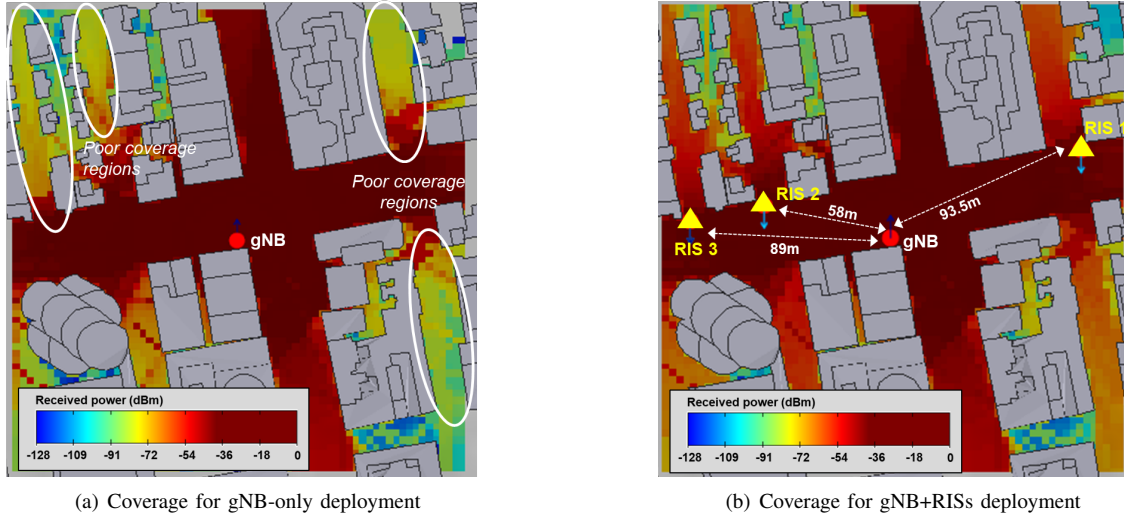 Poor coverage
regions
Poor coverage
regions
gNB
Received power (dBm)
-128 -109 -91 -72 -54 -36 -18 0
(a) Coverage for gNB-only deployment
RIS 1
RIS 2
58m
93.5m
RIS 3
89m
gNB
Received power (dBm)
-128 -109 -91 -72 -54 -36 -18 0
(b) Coverage for gNB+RISs deployment